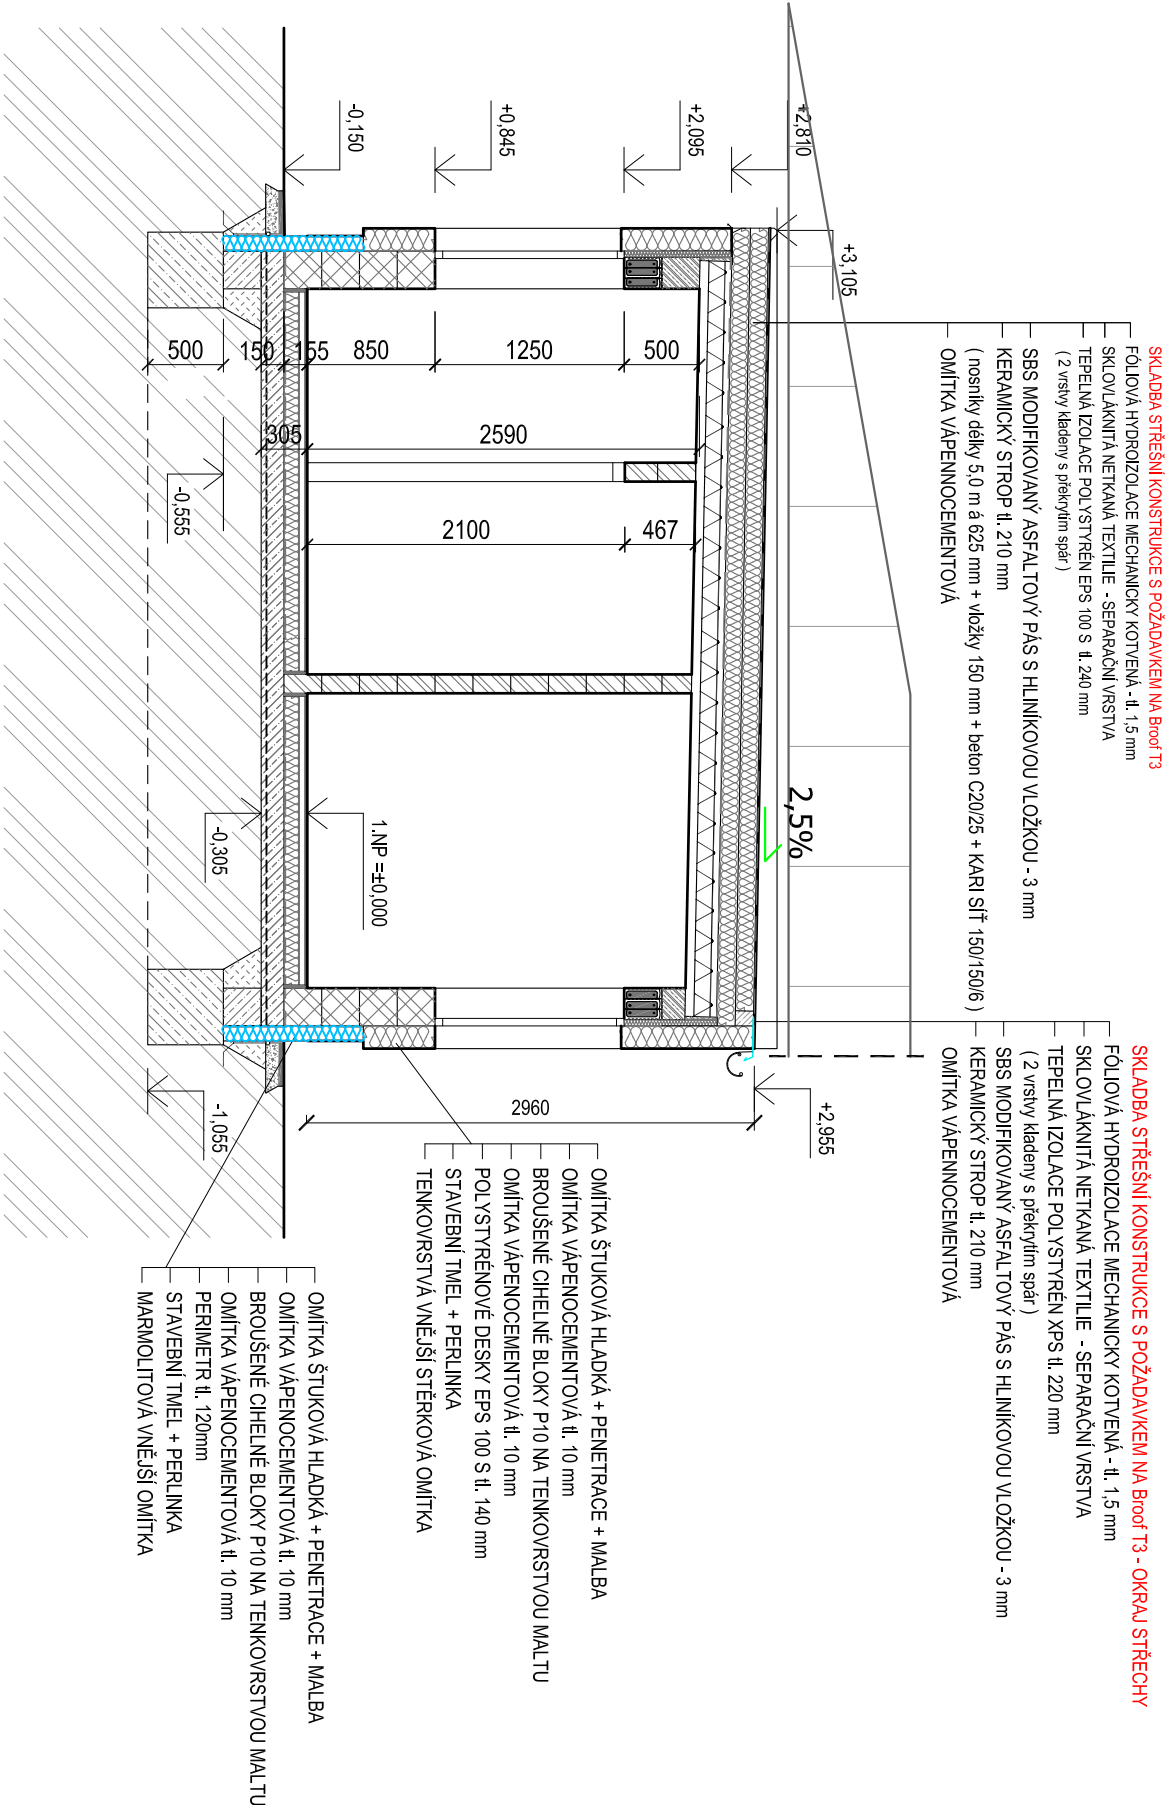 SKLADBA STŘEŠNÍ KONSTRUKCE S POŽADAVKEM NA Broof T3
FÓLIOVÁ HYDROIZOLACE MECHANICKY KOTVENÁ - tl. 1,5 mm
SKLOVLÁKNITÁ NETKANÁ TEXTILIE - SEPARAČNÍ VRSTVA
TEPELNÁ IZOLACE POLYSTYRÉN EPS 100 S tl. 240 mm
( 2 vrstvy kladeny s překrytím spár )
SBS MODIFIKOVANÝ ASFALTOVÝ PÁS S HLINÍKOVOU VLOŽKOU - 3 mm
KERAMICKÝ STROP tl. 210 mm
( nosníky délky 5,0 m á 625 mm + vložky 150 mm + beton C20/25 + KARI SÍŤ 150/150/6 )
OMÍTKA VÁPENNOCEMENTOVÁ
SKLADBA STŘEŠNÍ KONSTRUKCE S POŽADAVKEM NA Broof T3 - OKRAJ STŘECHY
FÓLIOVÁ HYDROIZOLACE MECHANICKY KOTVENÁ - tl. 1,5 mm
SKLOVLÁKNITÁ NETKANÁ TEXTILIE - SEPARAČNÍ VRSTVA
TEPELNÁ IZOLACE POLYSTYRÉN XPS tl. 220 mm
( 2 vrstvy kladeny s překrytím spár )
SBS MODIFIKOVANÝ ASFALTOVÝ PÁS S HLINÍKOVOU VLOŽKOU - 3 mm
KERAMICKÝ STROP tl. 210 mm
OMÍTKA VÁPENNOCEMENTOVÁ
+3,105
+2,810
+2,095
+0,845
-0,150
2,5%
500
1250
850
155
150
500
2590
305
467
2100
-0,555
1.NP =±0,000
-0,305
+2,955
2960
-1,055
OMÍTKA ŠTUKOVÁ HLADKÁ + PENETRACE + MALBA
OMÍTKA VÁPENOCEMENTOVÁ tl. 10 mm
BROUŠENÉ CIHELNÉ BLOKY P10 NA TENKOVRSTVOU MALTU
OMÍTKA VÁPENOCEMENTOVÁ tl. 10 mm
POLYSTYRÉNOVÉ DESKY EPS 100 S tl. 140 mm
STAVEBNÍ TMEL + PERLINKA
TENKOVRSTVÁ VNĚJŠÍ STĚRKOVÁ OMÍTKA
OMÍTKA ŠTUKOVÁ HLADKÁ + PENETRACE + MALBA
OMÍTKA VÁPENOCEMENTOVÁ tl. 10 mm
BROUŠENÉ CIHELNÉ BLOKY P10 NA TENKOVRSTVOU MALTU
OMÍTKA VÁPENOCEMENTOVÁ tl. 10 mm
PERIMETR tl. 120mm
STAVEBNÍ TMEL + PERLINKA
MARMOLITOVÁ VNĚJŠÍ OMÍTKA